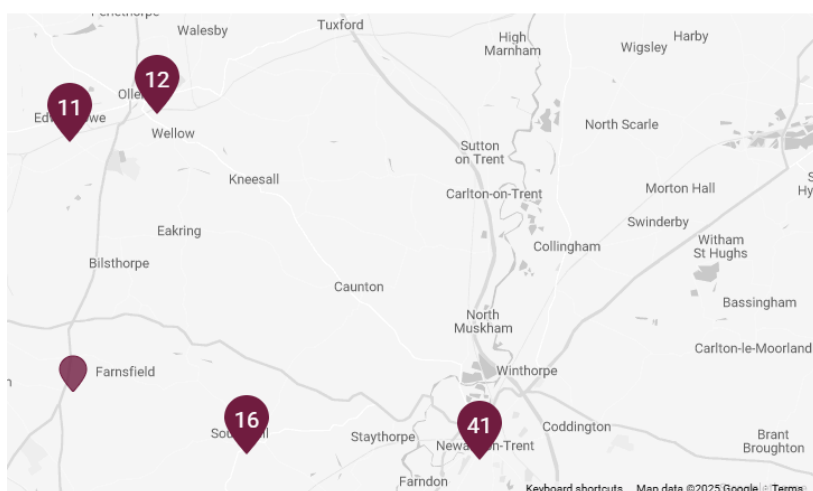 Walesby
Tuxford
High
Marnham
Harby
Wigsley
12
11
Wellow
North Scarle
Sutton
on Trent
Kneesall
Carlton-on-Trent
Morton Hall
Swinderby
Eakring
Collingham
Witham
St Hughs
Bilsthorpe
Caunton
Bassingham
North
Muskham
Carlton-le-Moorland
Farnsfield
Winthorpe
16
41
Staythorpe
Coddington
Brant
Broughton
Farndon
Keyboard shortcuts
Map data ©2025 Google
Terms